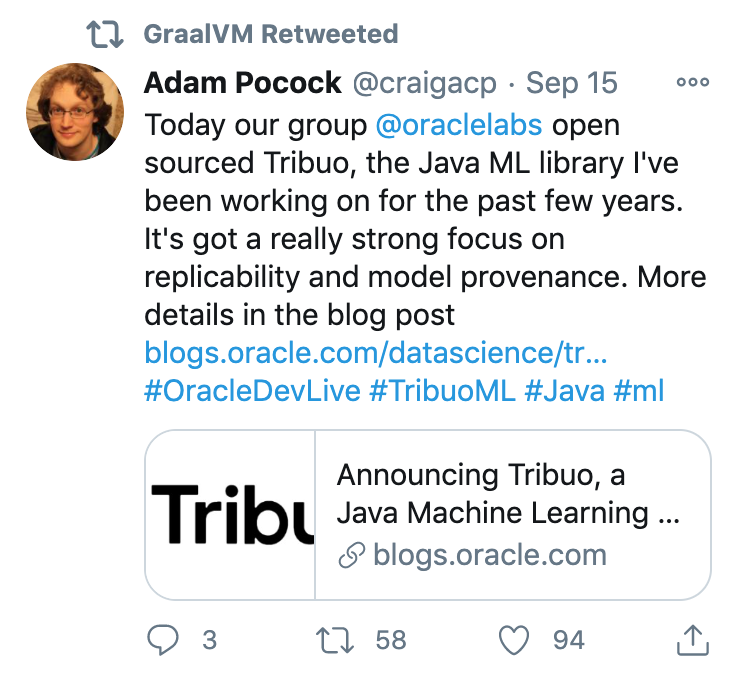 GraalVM Retweeted
Adam Pocock @craigacp · Sep 15
Today our group @oraclelabs open
sourced Tribuo, the Java ML library I've
been working on for the past few years.
It's got a really strong focus on
replicability and model provenance. More
details in the blog post
blogs.oracle.com/datascience/tr...
#OracleDevLive #TribuoML #Java #ml
Tribu
Announcing Tribuo, a
Java Machine Learning ...
blogs.oracle.com
3 58 94